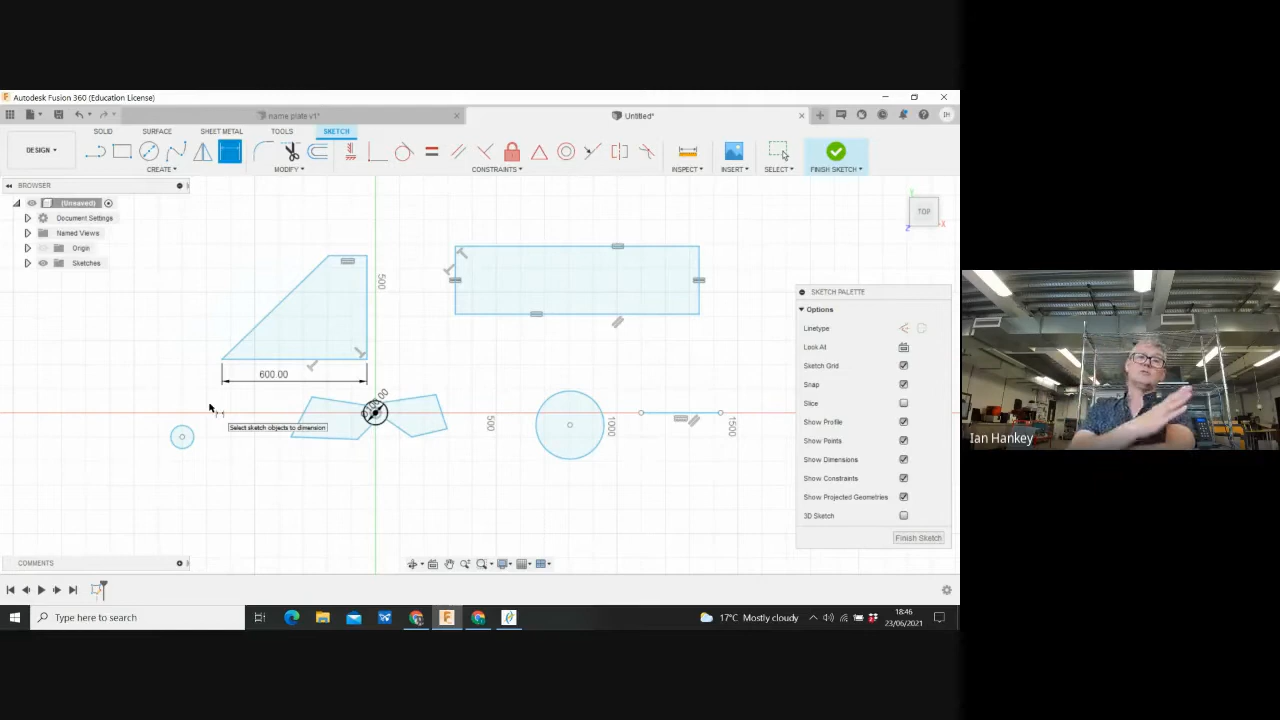 Autodesk Fusion 360 (Education License)
name plate v1*
Untitled*
IH
DESIGN
SOLID
SURFACE
SHEET METAL
TOOLS
SKETCH
CREATE
MODIFY
CONSTRAINTS
INSPECT
INSERT
SELECT
FINISH SKETCH
BROWSER
(Unsaved)
Document Settings
Named Views
Origin
Sketches
TOP
Y
X
Z
500
600.00
Select sketch objects to dimension
500
1000
1500
SKETCH PALETTE
Options
Linetype
Look At
Sketch Grid
Snap
Slice
Show Profile
Show Points
Show Dimensions
Show Constraints
Show Projected Geometries
3D Sketch
Finish Sketch
Ian Hankey
COMMENTS
Type here to search
17°C Mostly cloudy
18:46
23/06/2021